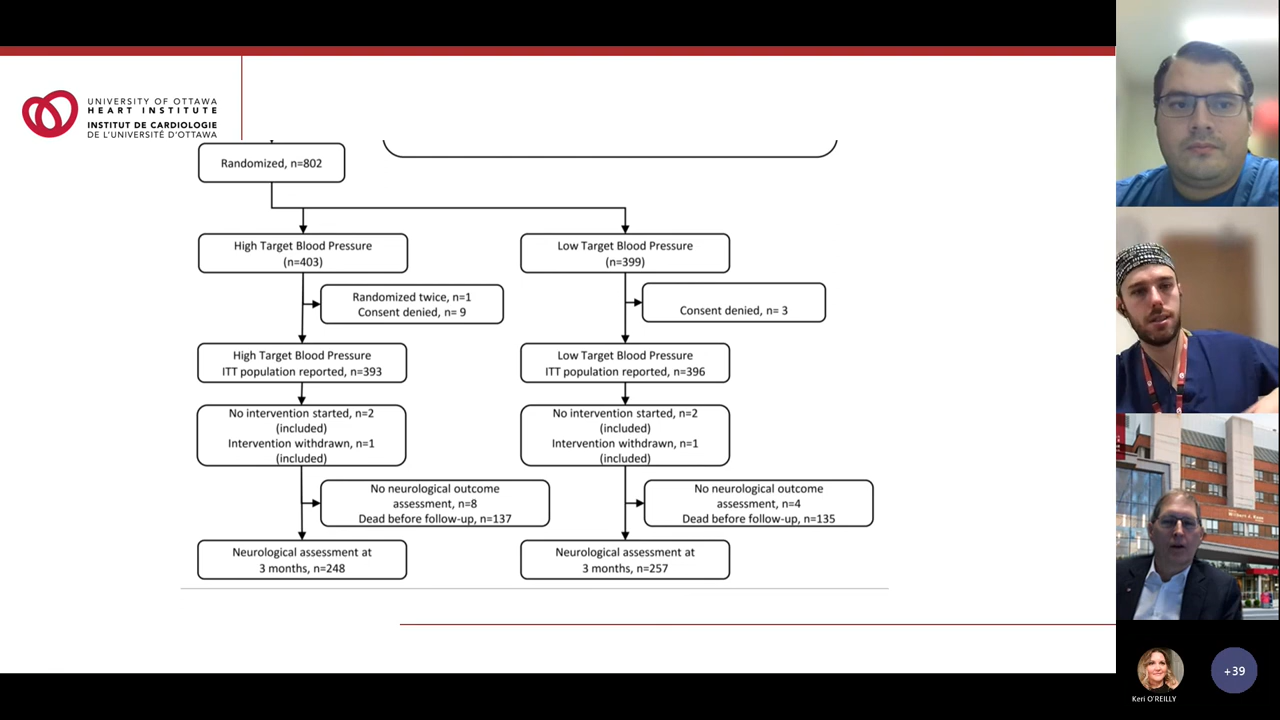 UNIVERSITY OF OTTAWA
HEART INSTITUTE
INSTITUT DE CARDIOLOGIE
DE L'UNIVERSITÉ D'OTTAWA
Randomized, n=802
High Target Blood Pressure
(n=403)
Low Target Blood Pressure
(n=399)
Randomized twice, n=1
Consent denied, n= 9
Consent denied, n= 3
High Target Blood Pressure
ITT population reported, n=393
Low Target Blood Pressure
ITT population reported, n=396
No intervention started, n=2
(included)
Intervention withdrawn, n=1
(included)
No intervention started, n=2
(included)
Intervention withdrawn, n=1
(included)
No neurological outcome
assessment, n=8
Dead before follow-up, n=137
No neurological outcome
assessment, n=4
Dead before follow-up, n=135
Neurological assessment at
3 months, n=248
Neurological assessment at
3 months, n=257
Keri O'REILLY
+39